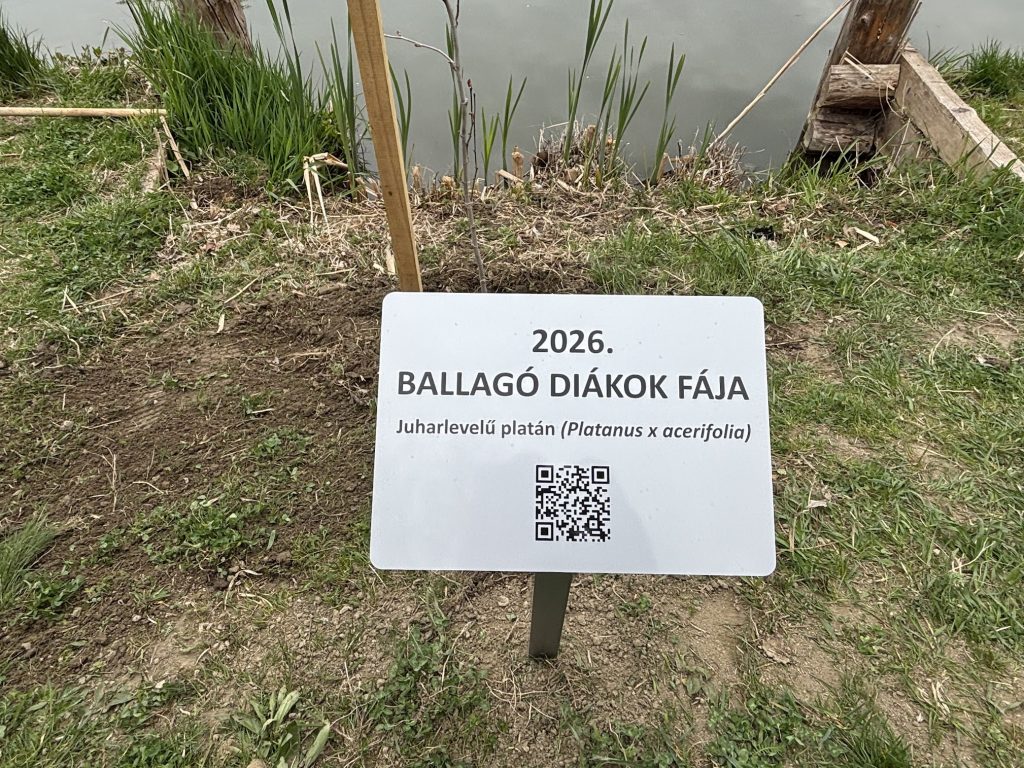 2026.
BALLAGÓ DIÁKOK FÁJA
Juharlevelű platán (Platanus x acerifolia)